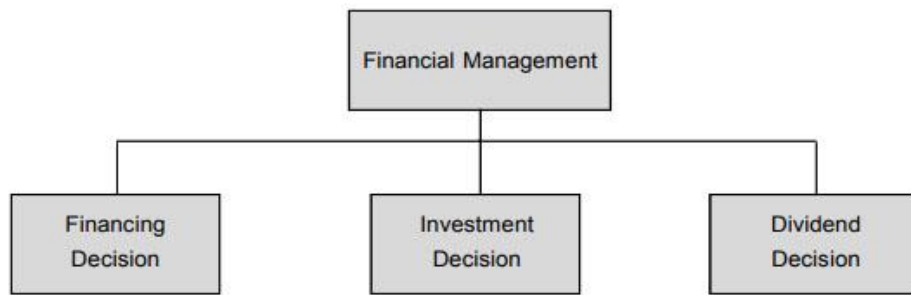 Financial Management
Financing
Decision
Investment
Decision
Dividend
Decision